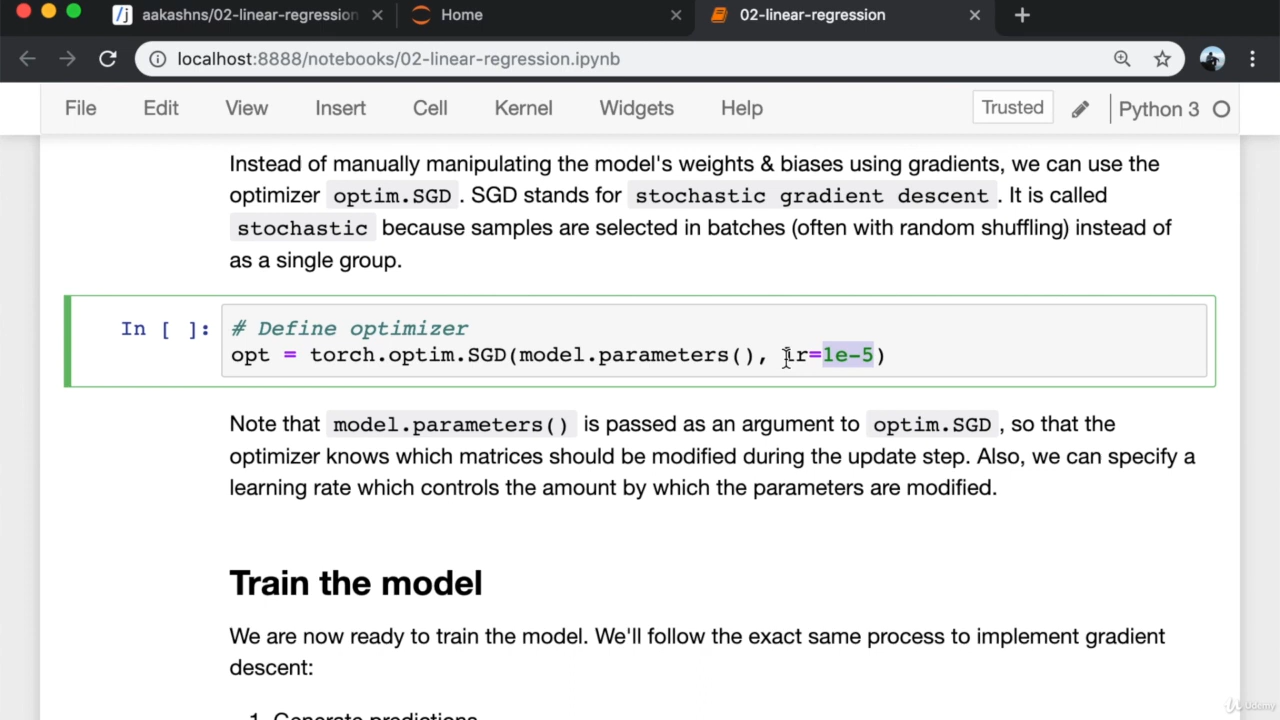 aakashns/02-linear-regression
Home
02-linear-regression
localhost:8888/notebooks/02-linear-regression.ipynb
File Edit View Insert Cell Kernel Widgets Help Trusted Python 3
Instead of manually manipulating the model's weights & biases using gradients, we can use the
optimizer optim.SGD . SGD stands for stochastic gradient descent . It is called
stochastic because samples are selected in batches (often with random shuffling) instead of
as a single group.
In [ ]: # Define optimizer
opt = torch.optim.SGD(model.parameters(), lr=1e-5)
Note that model.parameters() is passed as an argument to optim.SGD , so that the
optimizer knows which matrices should be modified during the update step. Also, we can specify a
learning rate which controls the amount by which the parameters are modified.
Train the model
We are now ready to train the model. We'll follow the exact same process to implement gradient
descent:
1. Generate predictions
Udemy